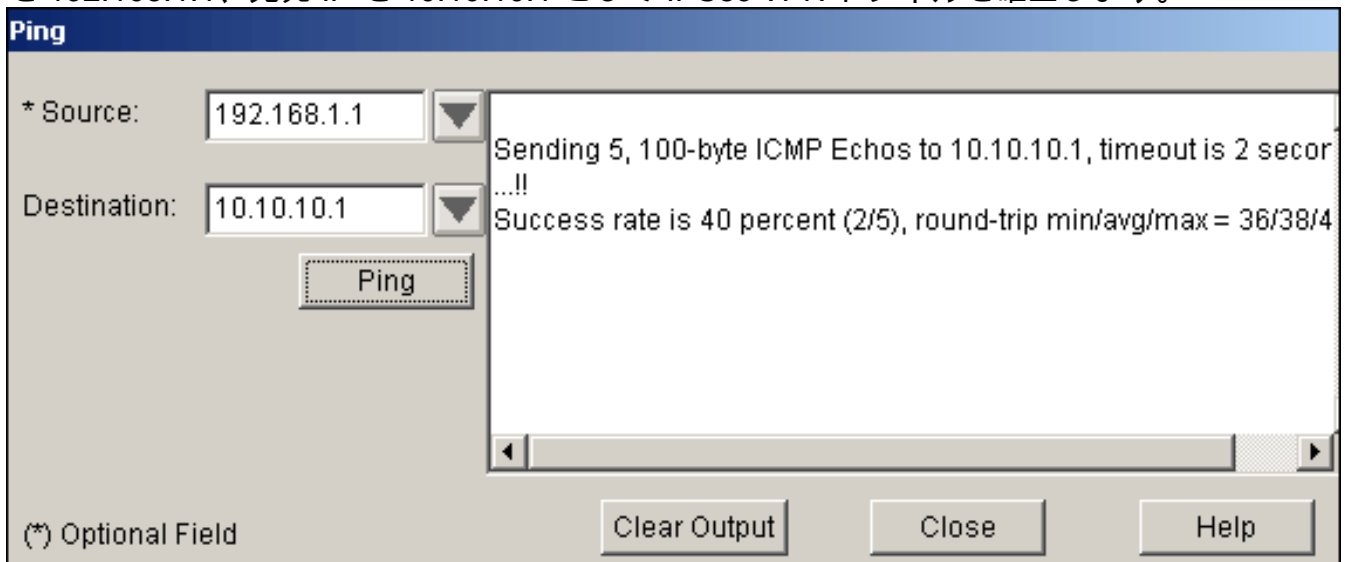 Ping
* Source:
192.168.1.1
Sending 5, 100-byte ICMP Echos to 10.10.10.1, timeout is 2 secor
...!!
Destination:
10.10.10.1
Success rate is 40 percent (2/5), round-trip min/avg/max = 36/38/4
Ping
(*) Optional Field
Clear Output
Close
Help